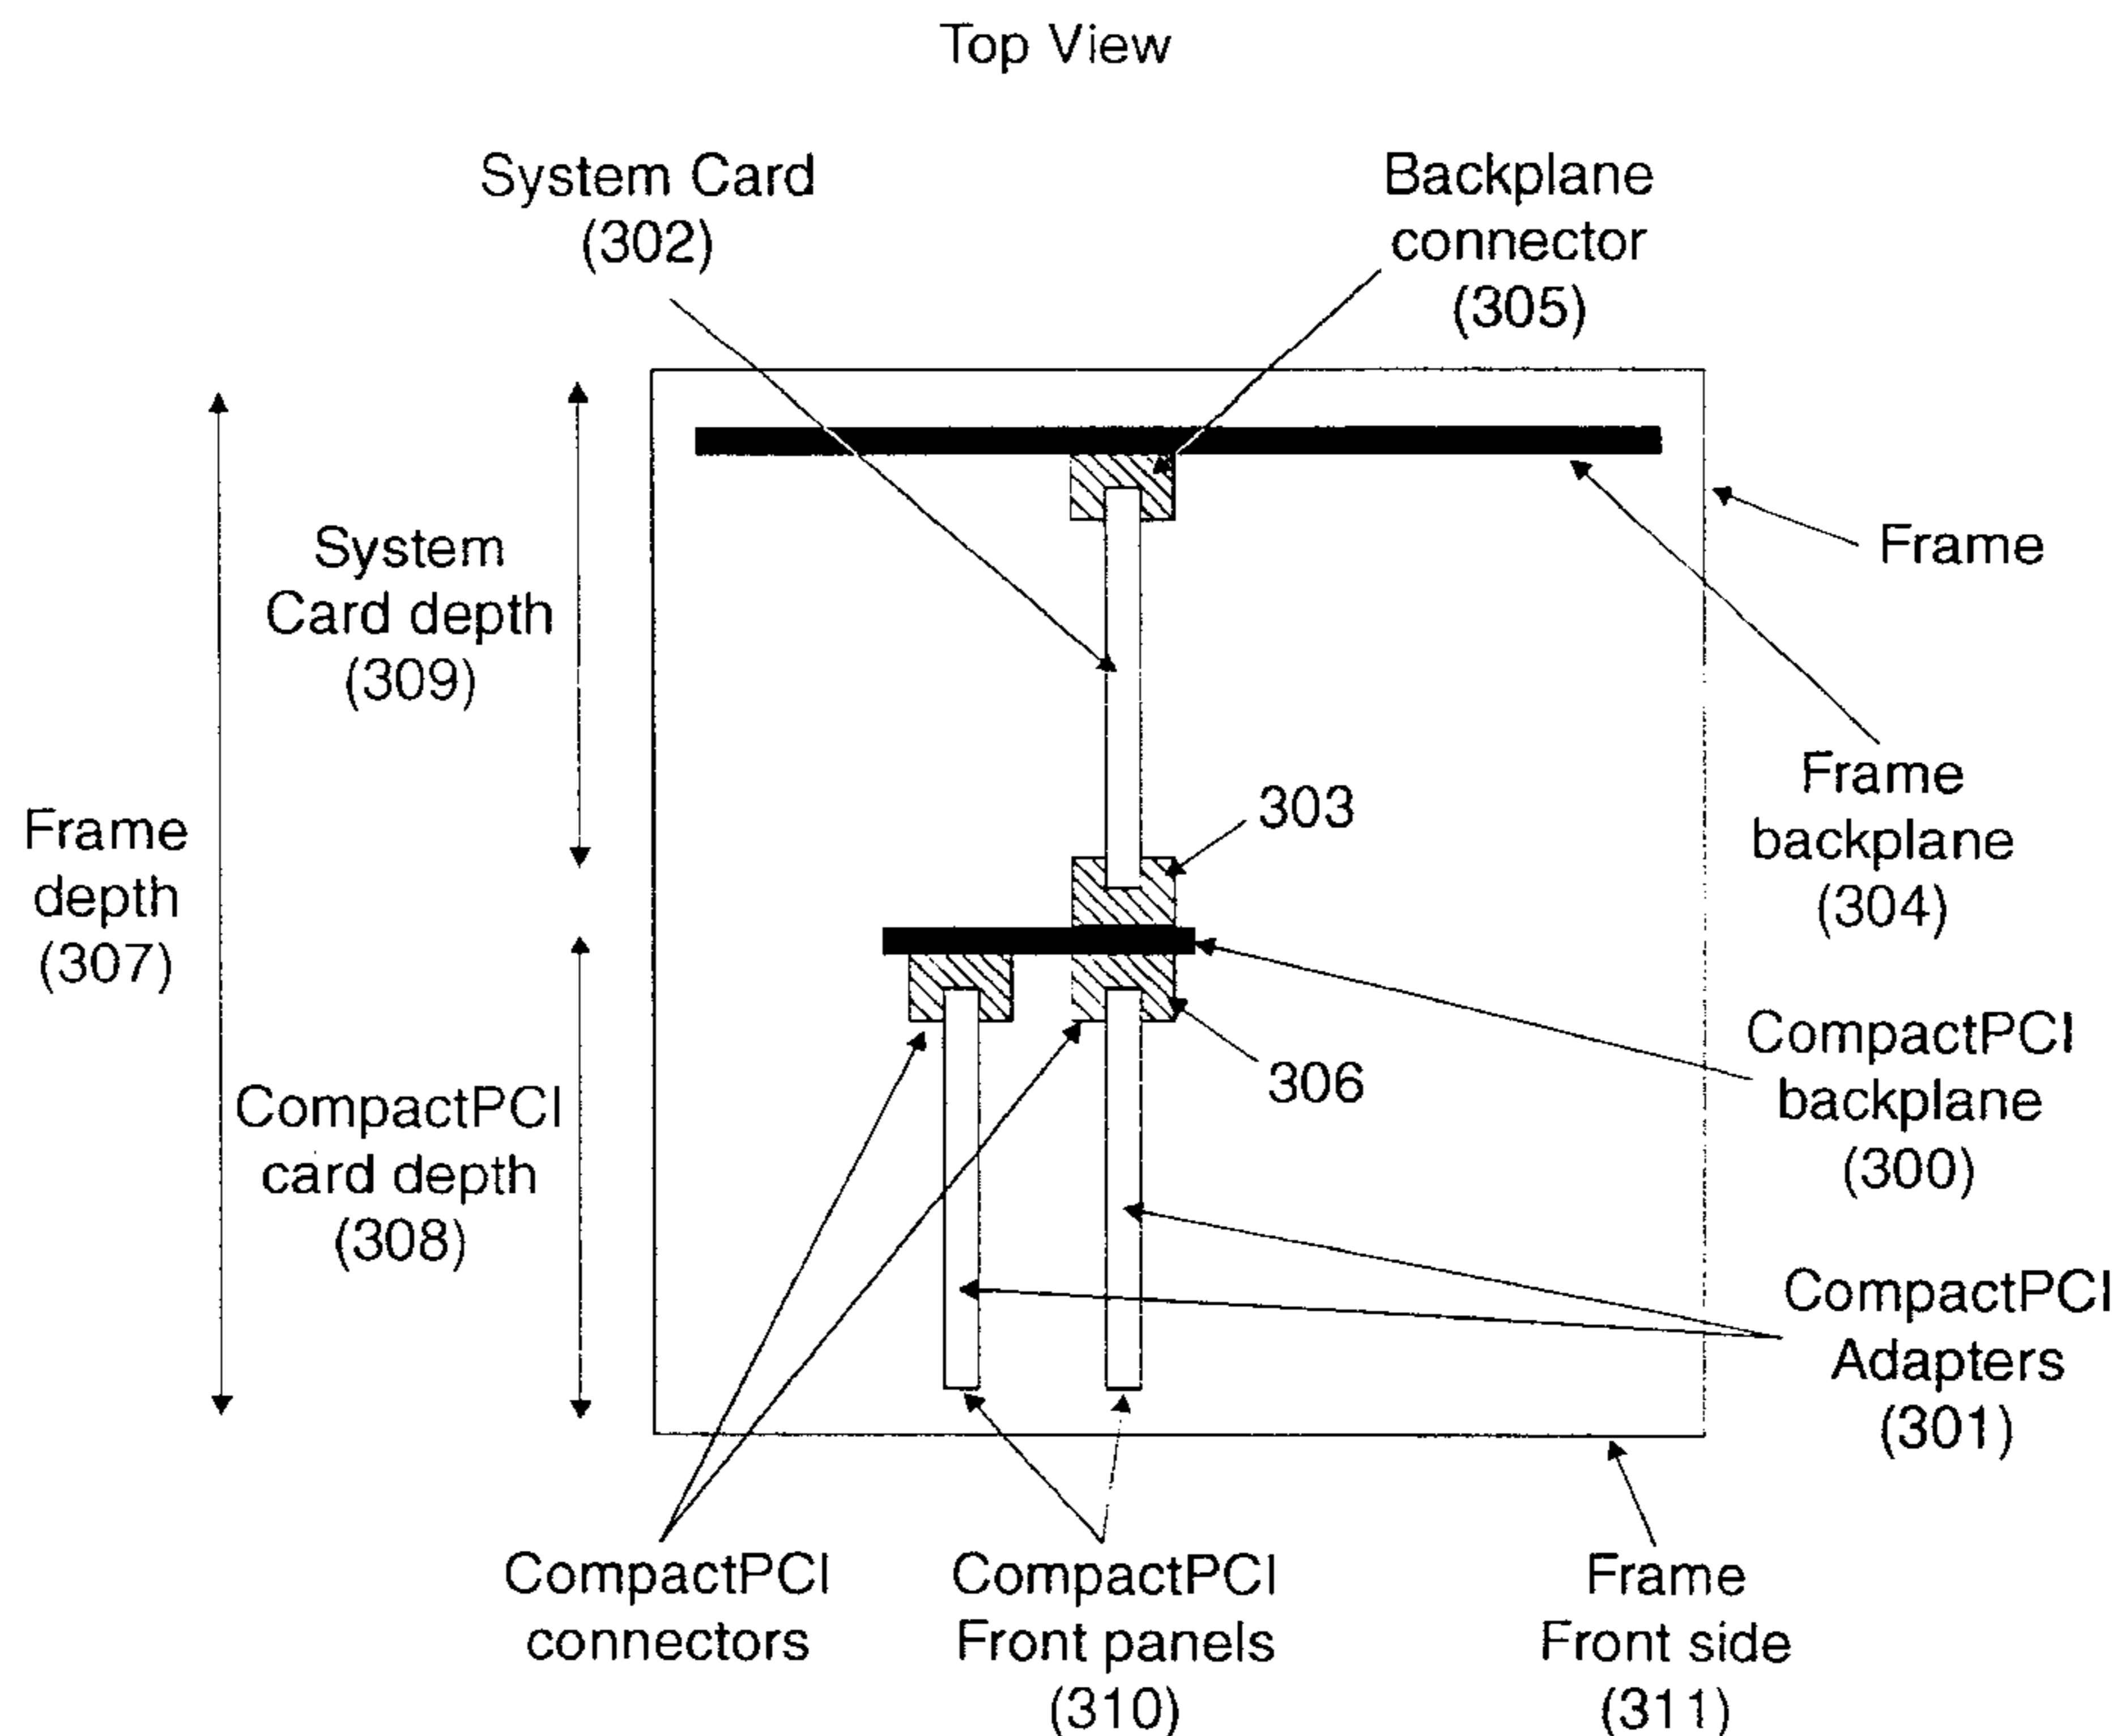 Top View
System Card
(302)
Backplane
connector
(305)
System
Card depth
(309)
Frame
Frame
depth
(307)
303
Frame
backplane
(304)
CompactPCI
card depth
(308)
306
CompactPCI
backplane
(300)
CompactPCI
Adapters
(301)
CompactPCI
connectors
CompactPCI
Front panels
(310)
Frame
Front side
(311)